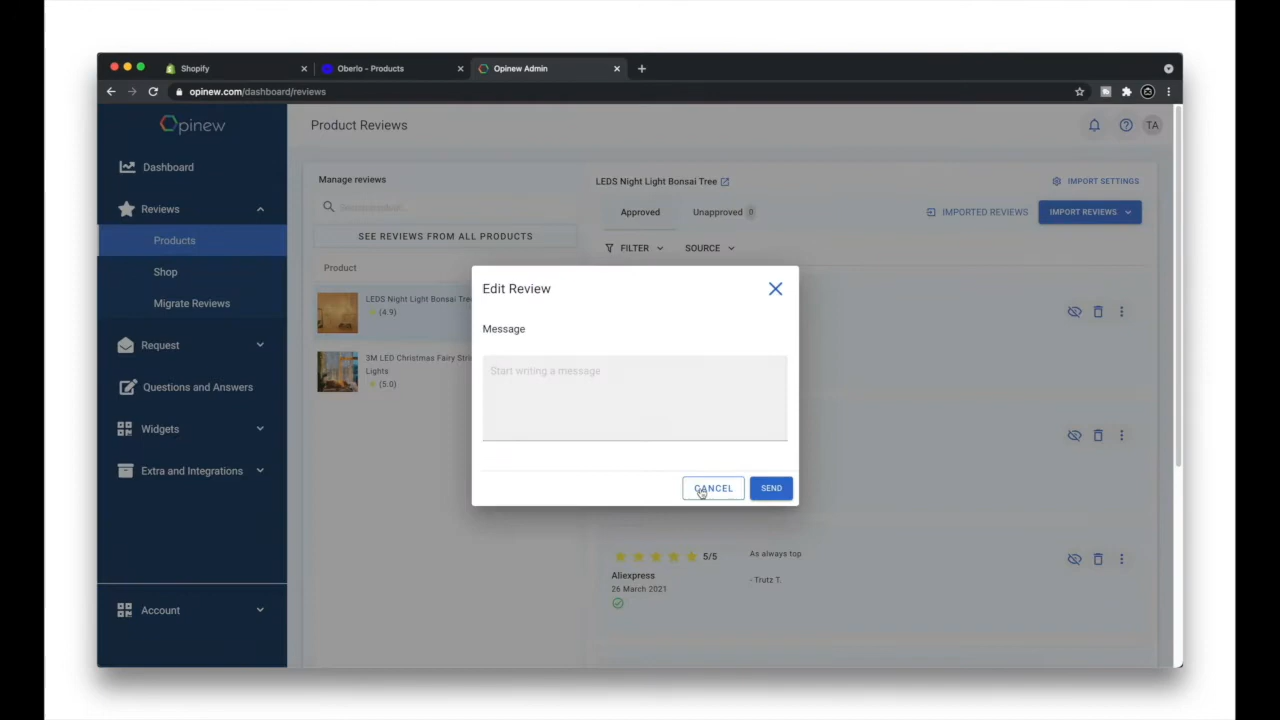 Shopify
Oberlo – Products
Opinew Admin
opinew.com/dashboard/reviews
Opinew
Product Reviews
TA
Dashboard
Reviews
Products
Shop
Migrate Reviews
Request
Questions and Answers
Widgets
Extra and Integrations
Account
Manage reviews
SEE REVIEWS FROM ALL PRODUCTS
Product
LEDS Night Light Bonsai Tree
(4.9)
3M LED Christmas Fairy Stri
Lights
(5.0)
LEDS Night Light Bonsai Tree
IMPORT SETTINGS
Approved
Unapproved 0
IMPORTED REVIEWS
IMPORT REVIEWS
FILTER
SOURCE
Edit Review
Message
Start writing a message
CANCEL
SEND
5/5
As always top
Aliexpress
- Trutz T.
26 March 2021